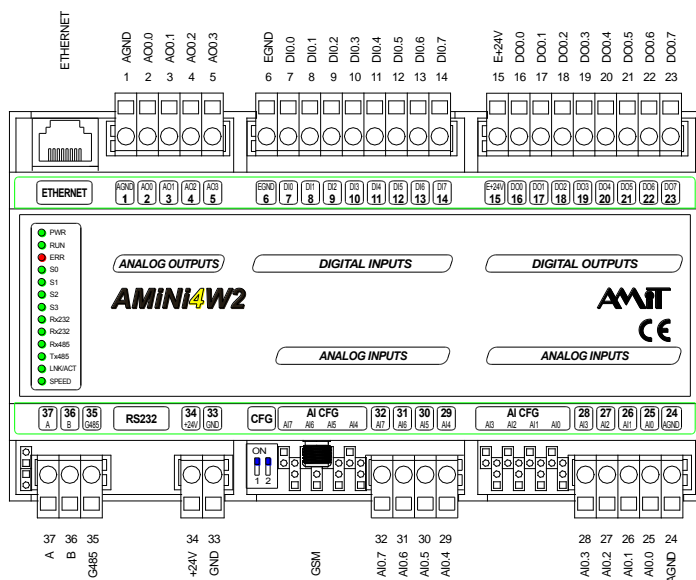 ETHERNET AGND AO0.0 AO0.1 AO0.2 AO0.3 EGND DI0.0 DI0.1 DI0.2 DI0.3 DI0.4 DI0.5 DI0.6 DI0.7 E+24V DO0.0 DO0.1 DO0.2 DO0.3 DO0.4 DO0.5 DO0.6 DO0.7
1 2 3 4 5 6 7 8 9 10 11 12 13 14 15 16 17 18 19 20 21 22 23
ETHERNET AGND AO0 AO1 AO2 AO3 EGND DI0 DI1 DI2 DI3 DI4 DI5 DI6 DI7 E+24V DO0 DO1 DO2 DO3 DO4 DO5 DO6 DO7
1 2 3 4 5 6 7 8 9 10 11 12 13 14 15 16 17 18 19 20 21 22 23
PWR
RUN
ERR
S0
S1
S2
S3
Rx232
Rx232
Rx485
Tx485
LNK/ACT
SPEED
ANALOG OUTPUTS DIGITAL INPUTS DIGITAL OUTPUTS
AMiNi4W2 AMiT
CE
ANALOG INPUTS ANALOG INPUTS
37 36 35 RS232 34 33 CFG AI CFG 32 31 30 29 AI CFG 28 27 26 25 24
A B G485 +24V GND AI7 AI6 AI5 AI4 AI7 AI6 AI5 AI4 AI3 AI2 AI1 AI0 AI3 AI2 AI1 AI0 AGND
ON
1 2
37 36 35 34 33 32 31 30 29 28 27 26 25 24
A B G485 +24V GND GSM AI0.7 AI0.6 AI0.5 AI0.4 AI0.3 AI0.2 AI0.1 AI0.0 AGND